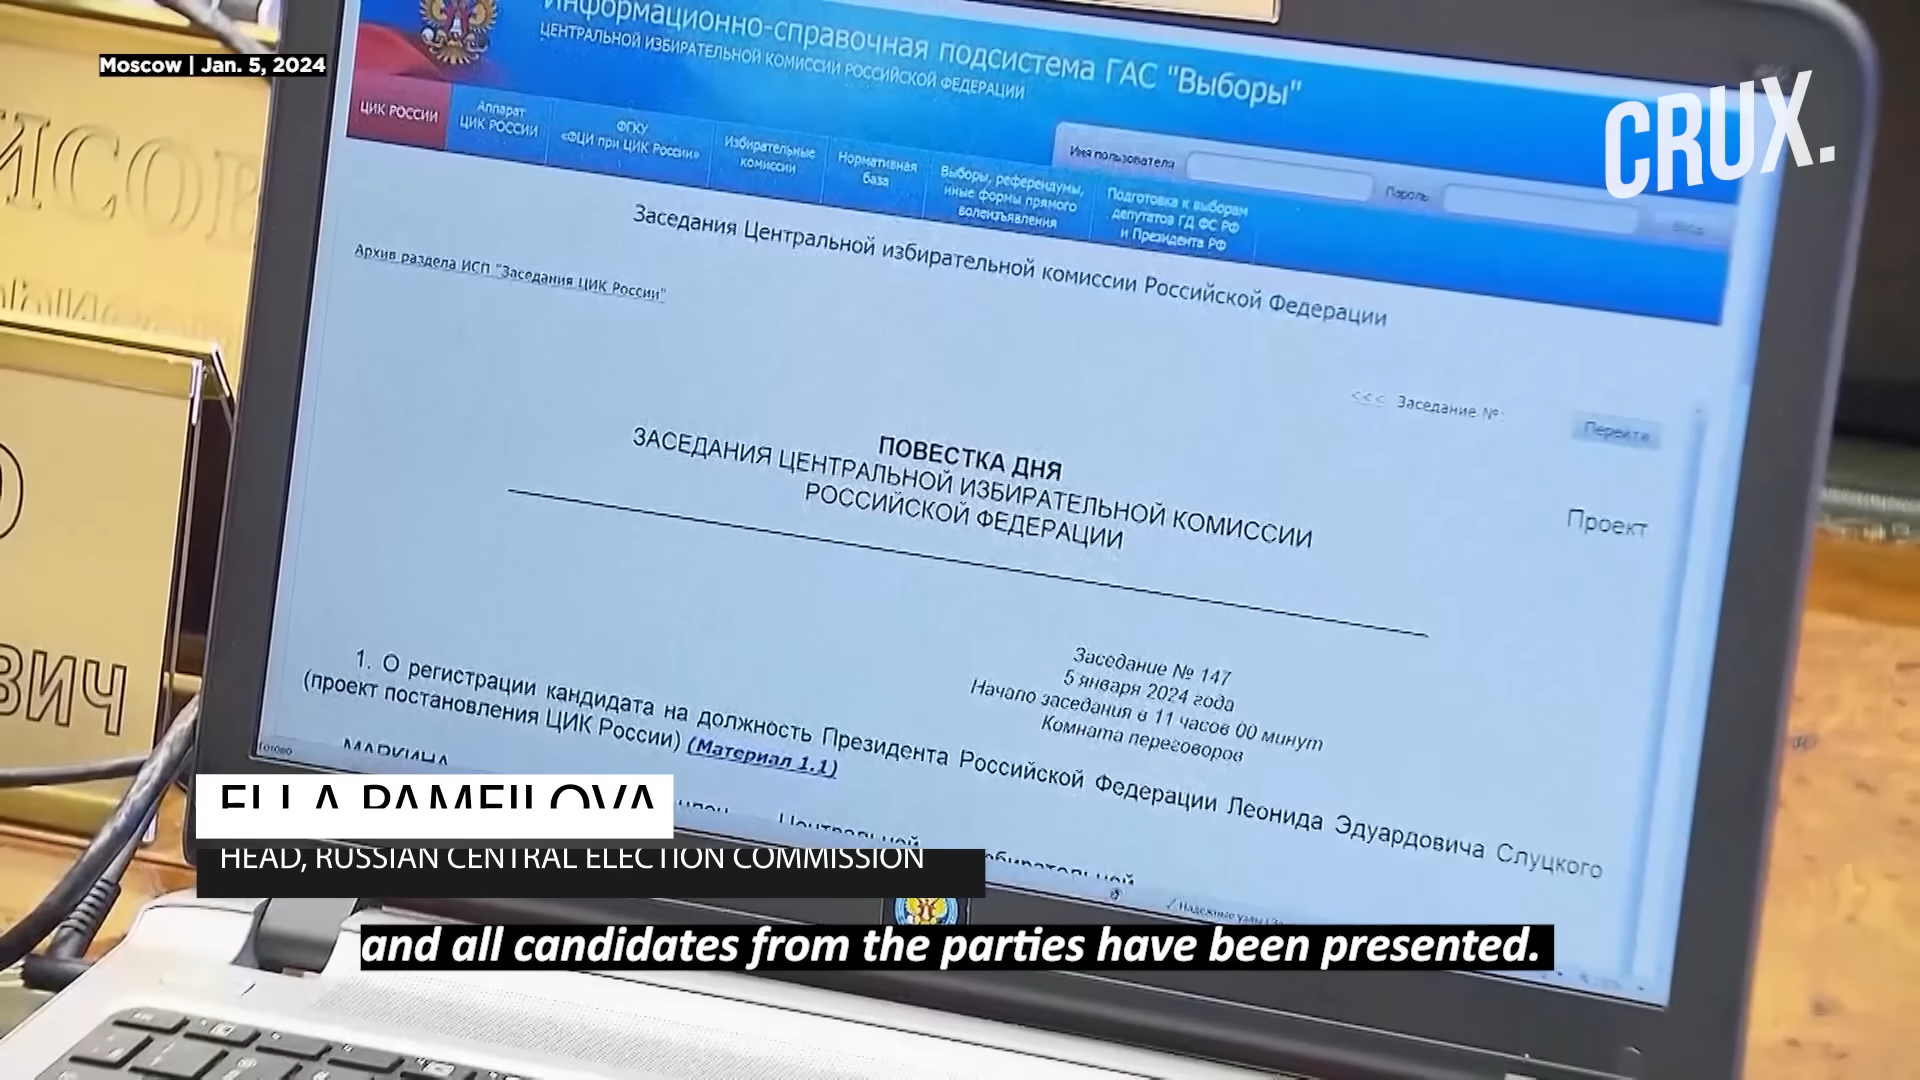 Moscow | Jan. 5, 2024
CRUX.
Информационно-справочная подсистема ГАС "Выборы"
ЦЕНТРАЛЬНОЙ ИЗБИРАТЕЛЬНОЙ КОМИССИИ РОССИЙСКОЙ ФЕДЕРАЦИИ
ЦИК РОССИИ
Аппарат
ЦИК РОССИИ
ФГКУ
«ФЦИ при ЦИК России»
Избирательные
комиссии
Нормативная
база
Выборы, референдумы,
иные формы прямого
волеизъявления
Подготовка к выборам
депутатов ГД ФС РФ
и Президента РФ
Имя пользователя
Пароль
Заседания Центральной избирательной комиссии Российской Федерации
Архив раздела ИСП "Заседания ЦИК России"
<<< Заседание №:
Перейти
ПОВЕСТКА ДНЯ
ЗАСЕДАНИЯ ЦЕНТРАЛЬНОЙ ИЗБИРАТЕЛЬНОЙ КОМИССИИ
РОССИЙСКОЙ ФЕДЕРАЦИИ
Проект
Заседание № 147
5 января 2024 года
Начало заседания в 11 часов 00 минут
Комната переговоров
1. О регистрации кандидата на должность Президента Российской Федерации Леонида Эдуардовича Слуцкого
(проект постановления ЦИК России) (Материал 1.1)
МАРКИНА
Готово
ВИЧ
ELLA PAMFILOVA
HEAD, RUSSIAN CENTRAL ELECTION COMMISSION
and all candidates from the parties have been presented.